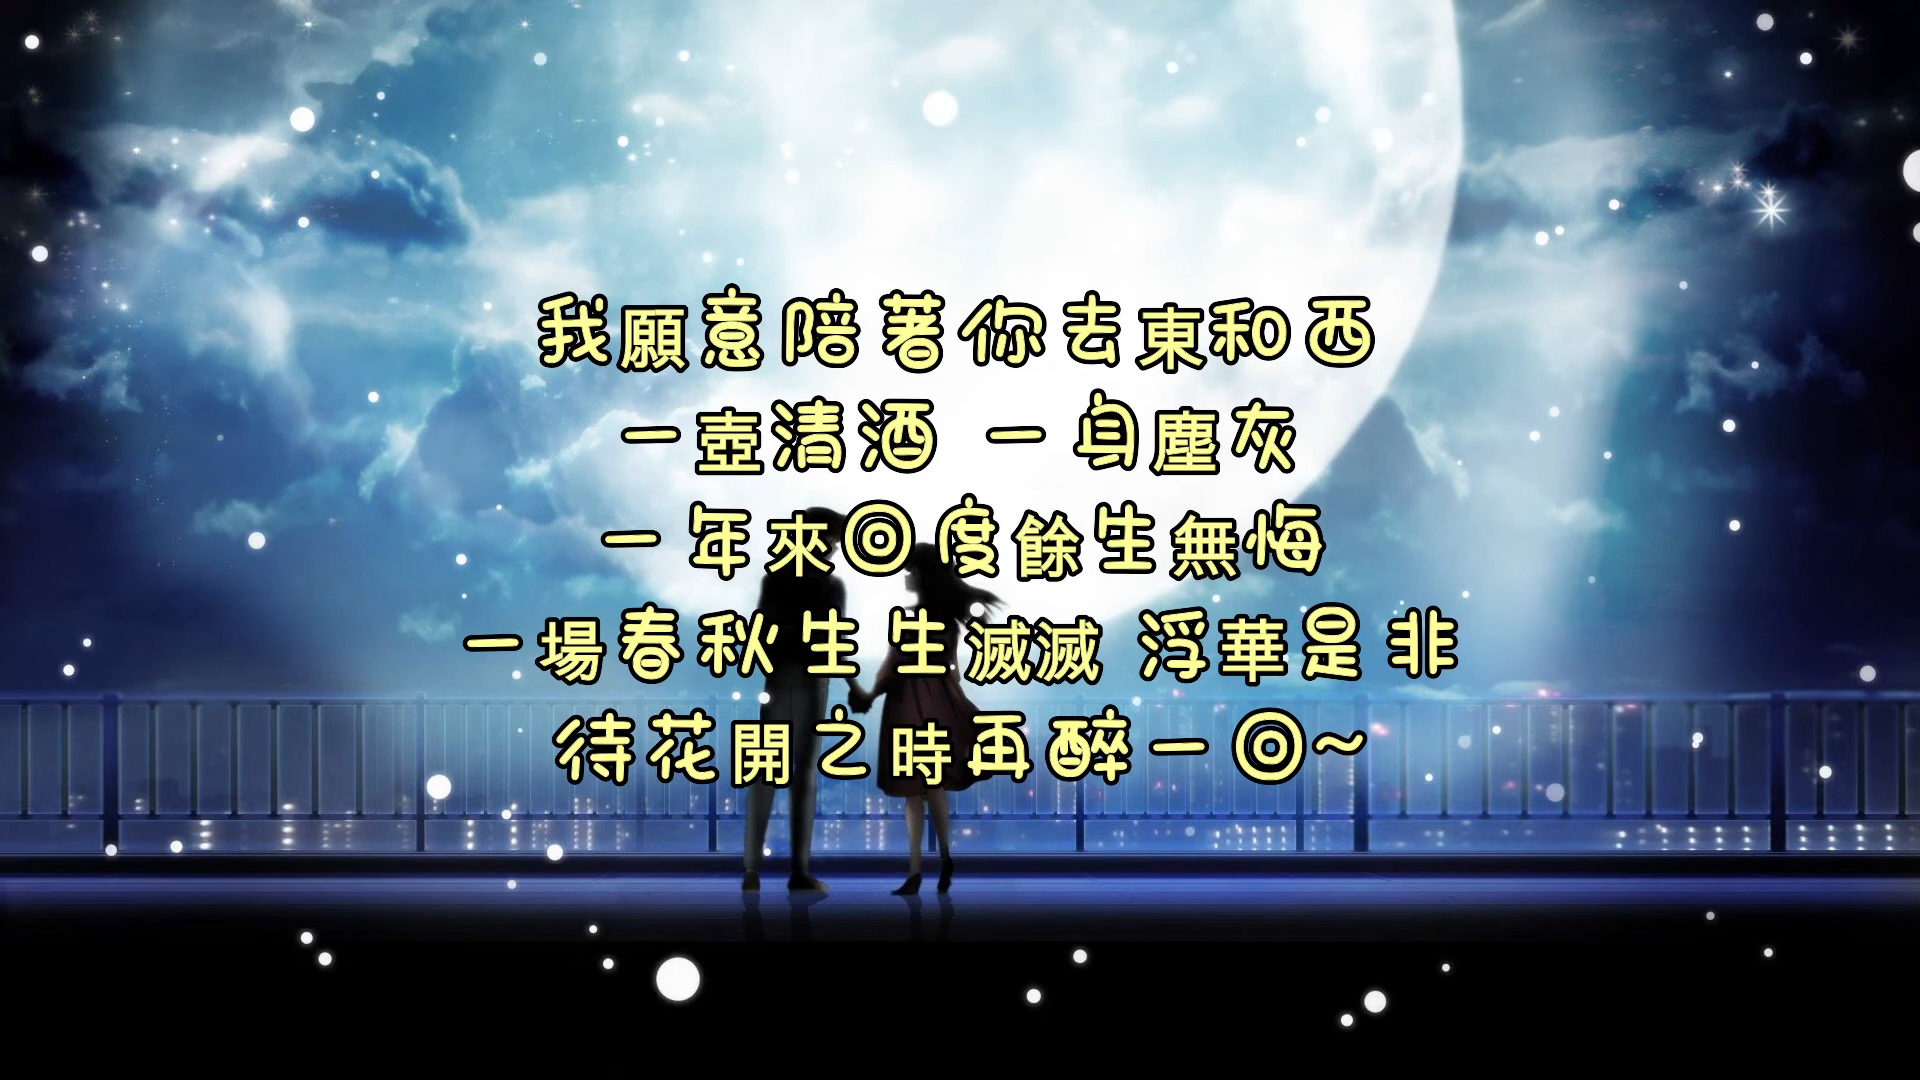 我願意陪著你去東和西
一壺清酒 一身塵灰
一年來回度餘生無悔
一場春秋生生滅滅 浮華是非
待花開之時再醉一回~